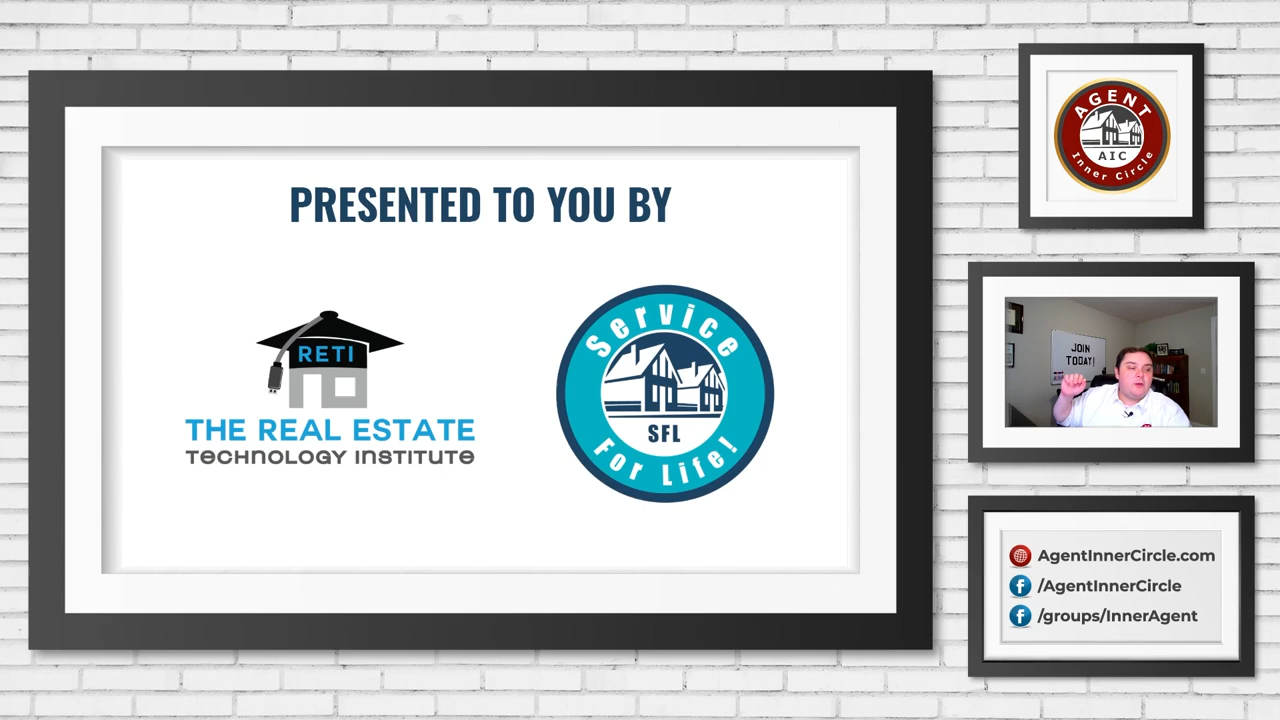 PRESENTED TO YOU BY
RETI
THE REAL ESTATE
TECHNOLOGY INSTITUTE
Service
SFL
For Life!
AGENT
AIC
Inner Circle
JOIN
TODAY!
AgentInnerCircle.com
/AgentInnerCircle
/groups/InnerAgent